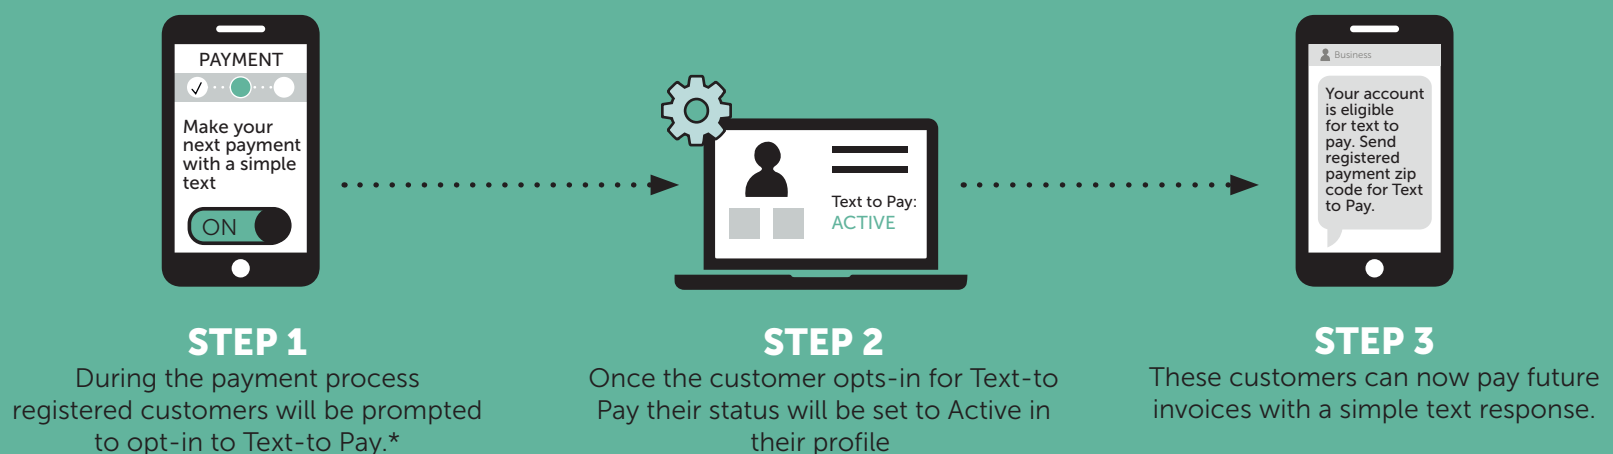 PAYMENT
Make your
next payment
with a simple
text
ON
STEP 1
During the payment process
registered customers will be prompted
to opt-in to Text-to Pay.*
Text to Pay:
ACTIVE
STEP 2
Once the customer opts-in for Text-to
Pay their status will be set to Active in
their profile
Business
Your account
is eligible
for text to
pay. Send
registered
payment zip
code for Text
to Pay.
STEP 3
These customers can now pay future
invoices with a simple text response.